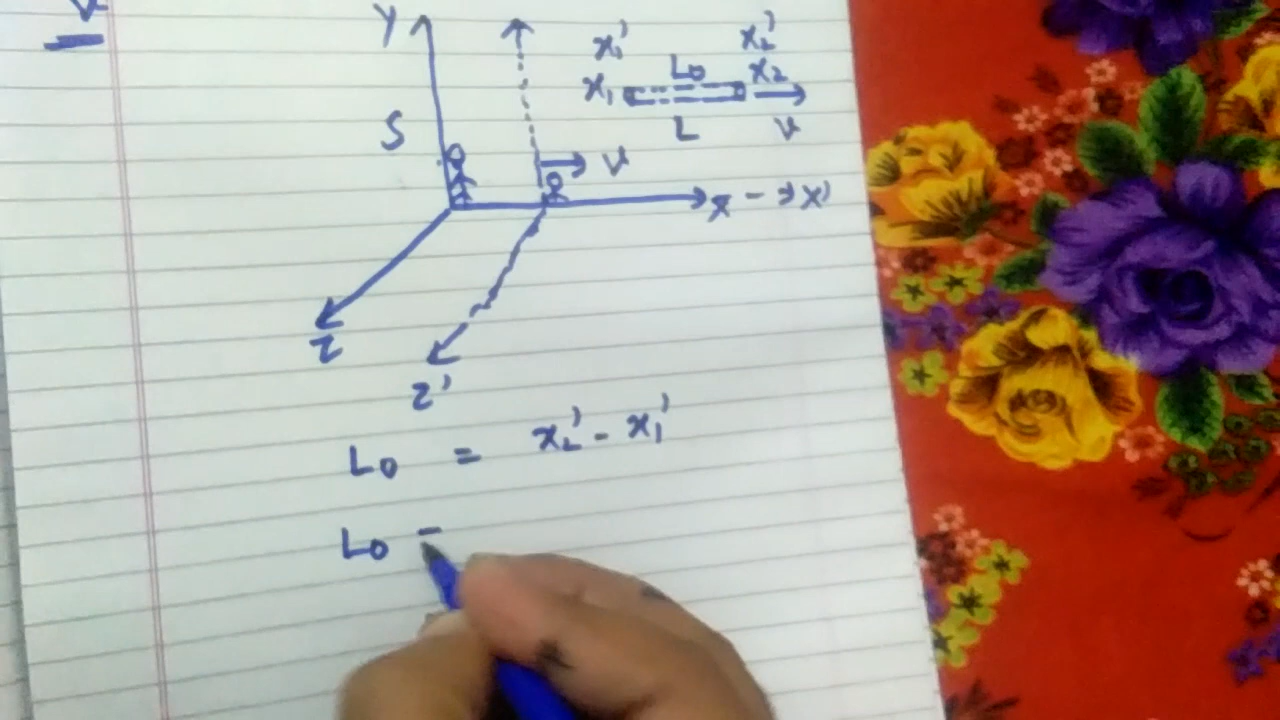 Y
x₁' x₂'
x₁ L₀ x₂
L v
S
v
x → x'
z
z'
L₀ = x₂' - x₁'
L₀ -